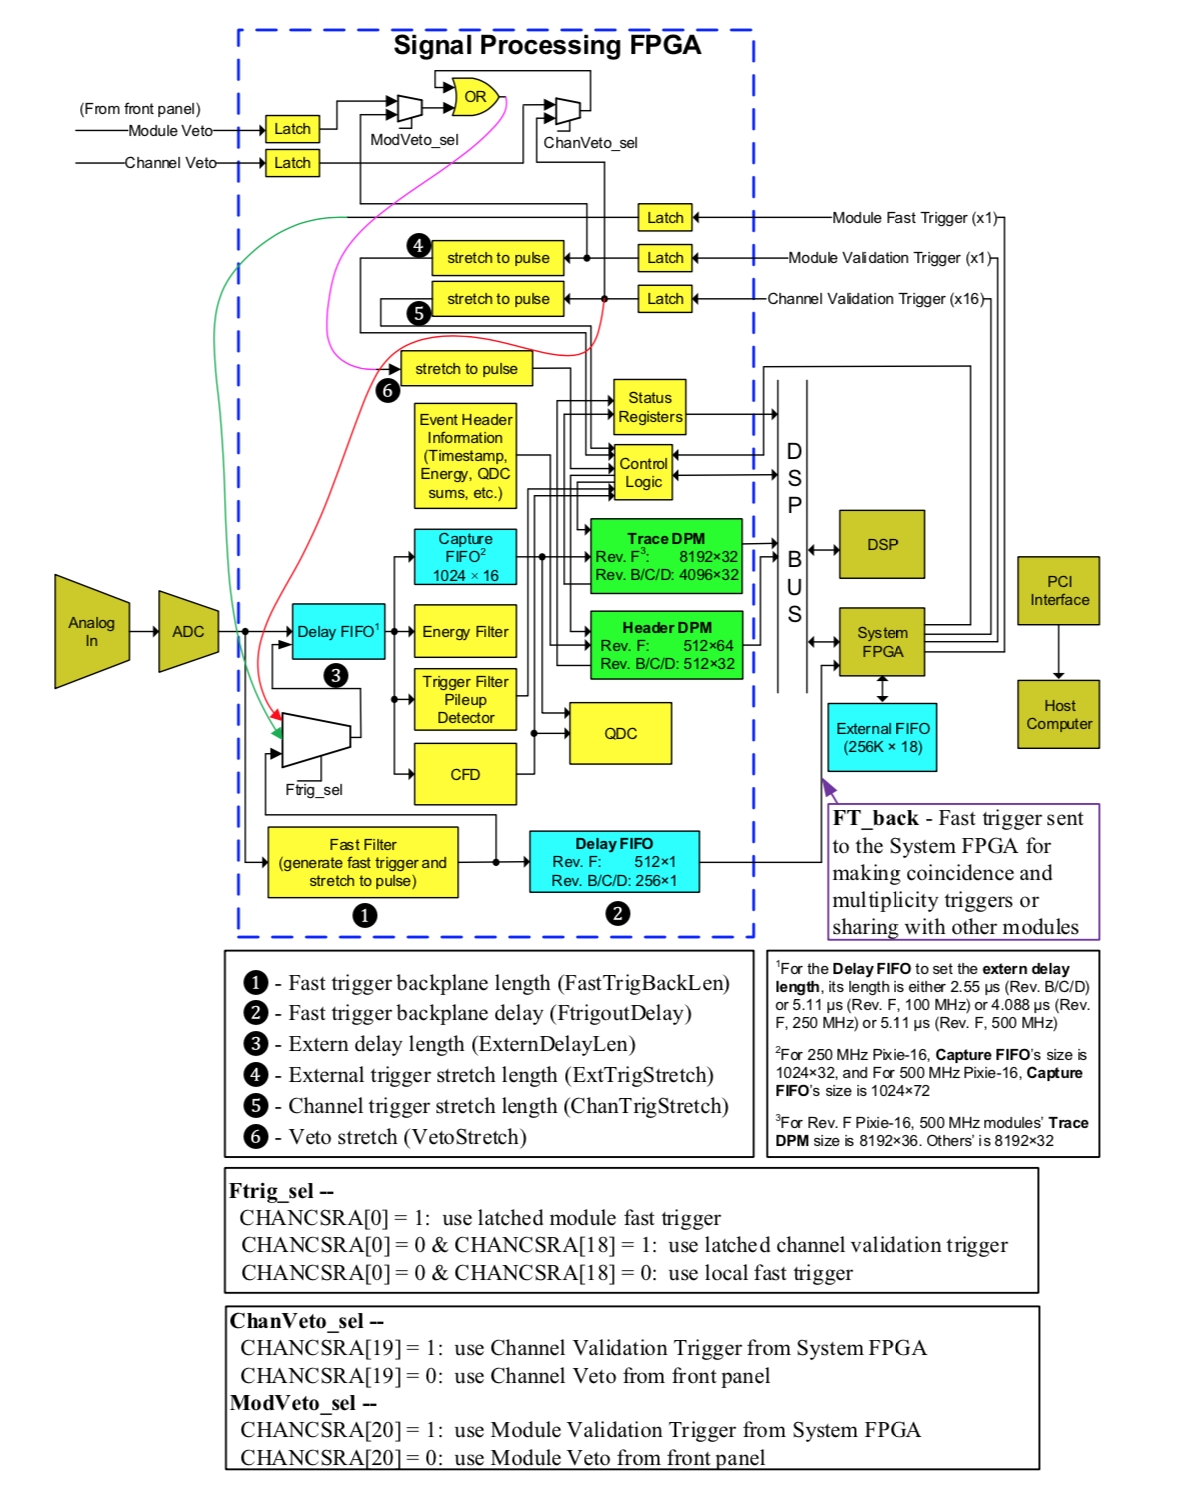 Signal Processing FPGA
(From front panel)
Module Veto
Latch
OR
ModVeto_sel
ChanVeto_sel
Channel Veto
Latch
Latch
Module Fast Trigger (x1)
4
stretch to pulse
Latch
Module Validation Trigger (x1)
5
stretch to pulse
Latch
Channel Validation Trigger (x16)
6
stretch to pulse
Status
Registers
Event Header
Information
(Timestamp,
Energy, QDC
sums, etc.)
Control
Logic
DSP BUS
Capture
FIFO2
1024 × 16
Trace DPM
Rev. F3: 8192×32
Rev. B/C/D: 4096×32
DSP
PCI
Interface
Analog
In
ADC
Delay FIFO1
3
Energy Filter
Header DPM
Rev. F: 512×64
Rev. B/C/D: 512×32
System
FPGA
Trigger Filter
Pileup
Detector
QDC
External FIFO
(256K × 18)
Host
Computer
Ftrig_sel
CFD
Fast Filter
(generate fast trigger and
stretch to pulse)
1
Delay FIFO
Rev. F: 512×1
Rev. B/C/D: 256×1
2
FT_back - Fast trigger sent
to the System FPGA for
making coincidence and
multiplicity triggers or
sharing with other modules
1 - Fast trigger backplane length (FastTrigBackLen)
2 - Fast trigger backplane delay (FtrigoutDelay)
3 - Extern delay length (ExternDelayLen)
4 - External trigger stretch length (ExtTrigStretch)
5 - Channel trigger stretch length (ChanTrigStretch)
6 - Veto stretch (VetoStretch)
1For the Delay FIFO to set the extern delay
length, its length is either 2.55 µs (Rev. B/C/D)
or 5.11 µs (Rev. F, 100 MHz) or 4.088 µs (Rev.
F, 250 MHz) or 5.11 µs (Rev. F, 500 MHz)
2For 250 MHz Pixie-16, Capture FIFO's size is
1024×32, and For 500 MHz Pixie-16, Capture
FIFO's size is 1024×72
3For Rev. F Pixie-16, 500 MHz modules' Trace
DPM size is 8192×36. Others' is 8192×32
Ftrig_sel --
CHANCSRA[0] = 1: use latched module fast trigger
CHANCSRA[0] = 0 & CHANCSRA[18] = 1: use latched channel validation trigger
CHANCSRA[0] = 0 & CHANCSRA[18] = 0: use local fast trigger
ChanVeto_sel --
CHANCSRA[19] = 1: use Channel Validation Trigger from System FPGA
CHANCSRA[19] = 0: use Channel Veto from front panel
ModVeto_sel --
CHANCSRA[20] = 1: use Module Validation Trigger from System FPGA
CHANCSRA[20] = 0: use Module Veto from front panel